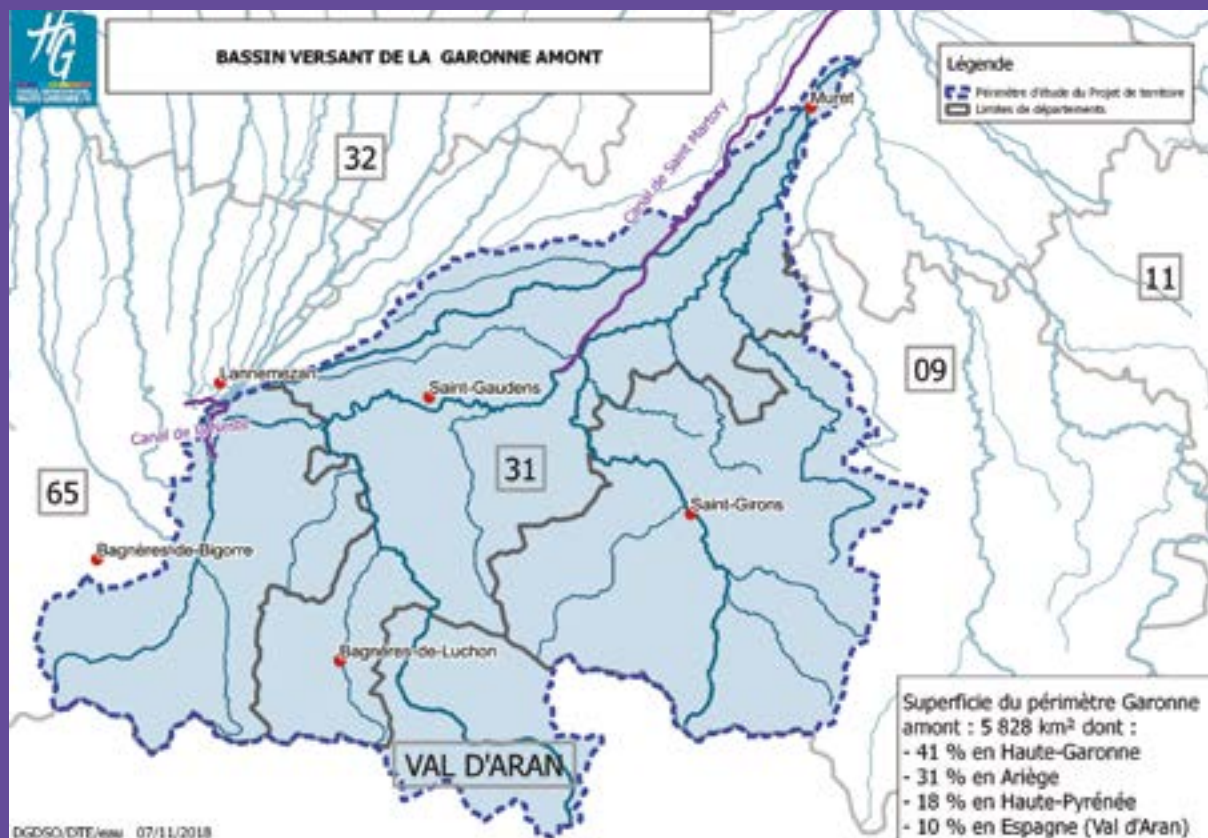 HG
HAUTE-GARONNE.FR
BASSIN VERSANT DE LA GARONNE AMONT
Légende
Périmètre d'étude du Projet de territoire
Limites de départements
Muret
Canal de Saint Martory
32
11
09
Lannemezan
Saint-Gaudens
Canal de
31
65
Saint-Girons
Bagnères-de-Bigorre
Bagnères-de-Luchon
VAL D'ARAN
Superficie du périmètre Garonne
amont : 5 828 km² dont :
- 41 % en Haute-Garonne
- 31 % en Ariège
- 18 % en Haute-Pyrénée
- 10 % en Espagne (Val d'Aran)
DGDSO/DTE/eau 07/11/2018